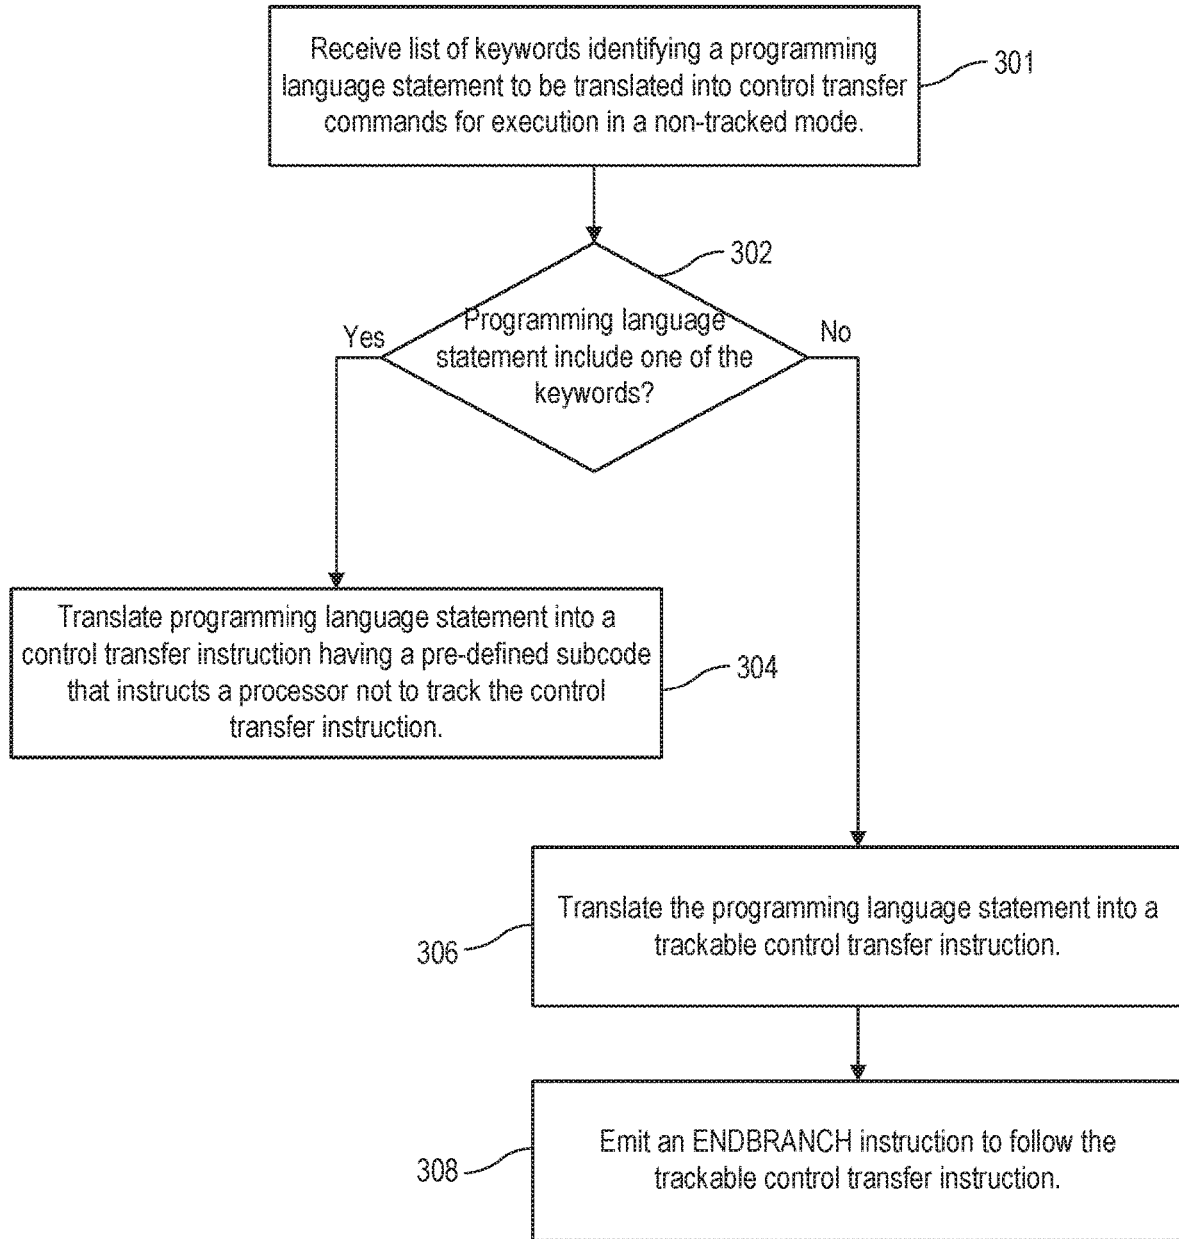 Receive list of keywords identifying a programming
language statement to be translated into control transfer
commands for execution in a non-tracked mode.
301
302
Programming language
statement include one of the
keywords?
Yes
No
Translate programming language statement into a
control transfer instruction having a pre-defined subcode
that instructs a processor not to track the control
transfer instruction.
304
Translate the programming language statement into a
trackable control transfer instruction.
306
Emit an ENDBRANCH instruction to follow the
trackable control transfer instruction.
308